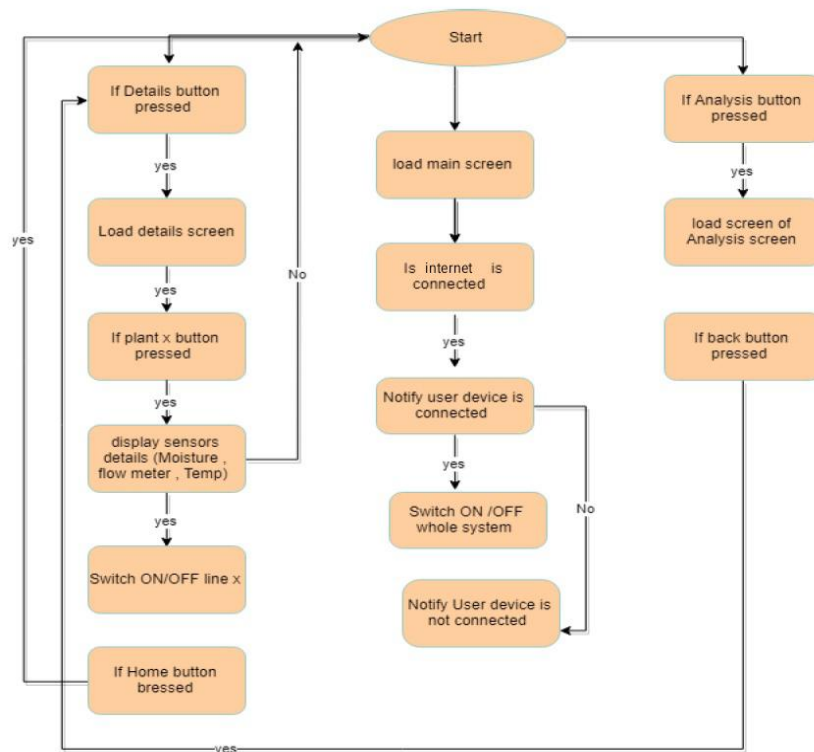 Start
If Details button
pressed
yes
Load details screen
yes
If plant x button
pressed
yes
display sensors
details (Moisture ,
flow meter , Temp)
yes
Switch ON/OFF line x
If Home button
bressed
yes
No
load main screen
Is internet is
connected
yes
Notify user device is
connected
yes
Switch ON /OFF
whole system
No
Notify User device is
not connected
If Analysis button
pressed
yes
load screen of
Analysis screen
If back button
pressed
yes